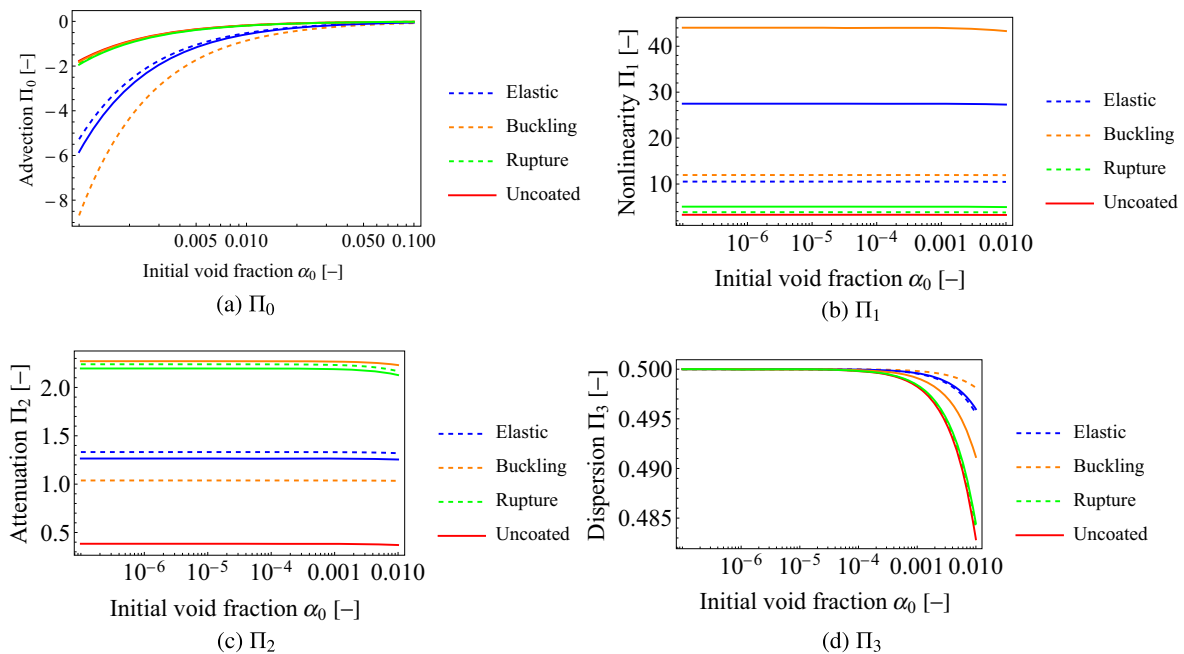 Advection Π0 [−]
0
−2
−4
−6
−8
0.005 0.010 0.050 0.100
Initial void fraction α0 [−]
Elastic
Buckling
Rupture
Uncoated
(a) Π0
Nonlinearity Π1 [−]
40
30
20
10
10−6 10−5 10−4 0.001 0.010
Initial void fraction α0 [−]
Elastic
Buckling
Rupture
Uncoated
(b) Π1
Attenuation Π2 [−]
2.0
1.5
1.0
0.5
10−6 10−5 10−4 0.001 0.010
Initial void fraction α0 [−]
Elastic
Buckling
Rupture
Uncoated
(c) Π2
Dispersion Π3 [−]
0.500
0.495
0.490
0.485
10−6 10−5 10−4 0.001 0.010
Initial void fraction α0 [−]
Elastic
Buckling
Rupture
Uncoated
(d) Π3